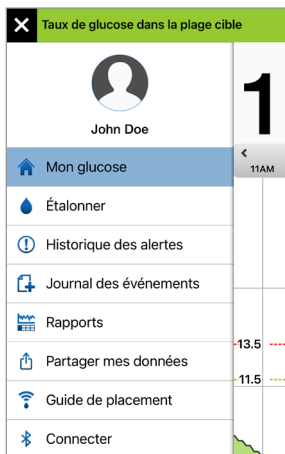 Taux de glucose dans la plage cible
John Doe
1
11AM
Mon glucose
Étalonner
Historique des alertes
Journal des événements
Rapports
13.5
Partager mes données
11.5
Guide de placement
Connecter